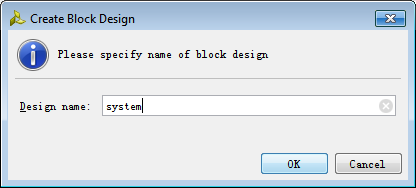 Create Block Design
Please specify name of block design
Design name: system
OK Cancel